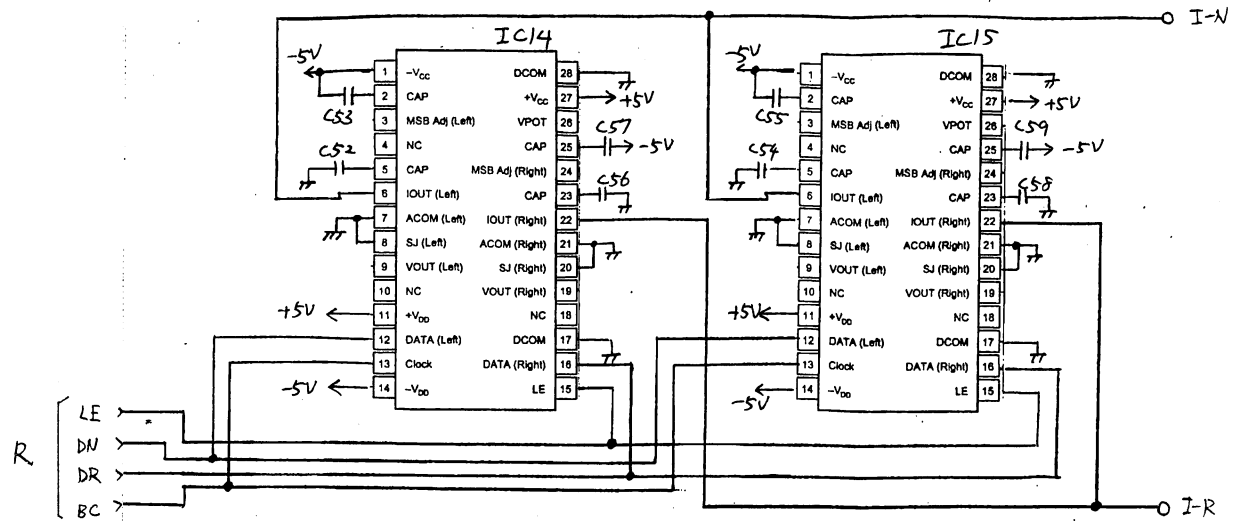 I-N
IC14
IC15
-5V
1 -VCC
2 CAP
3 MSB Adj (Left)
4 NC
5 CAP
6 IOUT (Left)
7 ACOM (Left)
8 SJ (Left)
9 VOUT (Left)
10 NC
11 +VDD
12 DATA (Left)
13 Clock
14 -VDD
DCOM 28
+VCC 27
VPOT 26
CAP 25
MSB Adj (Right) 24
CAP 23
IOUT (Right) 22
ACOM (Right) 21
SJ (Right) 20
VOUT (Right) 19
NC 18
DCOM 17
DATA (Right) 16
LE 15
C53
C52
+5V
C57
-5V
C56
+5V
-5V
-5V
1 -VCC
2 CAP
3 MSB Adj (Left)
4 NC
5 CAP
6 IOUT (Left)
7 ACOM (Left)
8 SJ (Left)
9 VOUT (Left)
10 NC
11 +VDD
12 DATA (Left)
13 Clock
14 -VDD
DCOM 28
+VCC 27
VPOT 26
CAP 25
MSB Adj (Right) 24
CAP 23
IOUT (Right) 22
ACOM (Right) 21
SJ (Right) 20
VOUT (Right) 19
NC 18
DCOM 17
DATA (Right) 16
LE 15
C55
C54
+5V
C59
-5V
C58
+5V
-5V
R
LE
DN
DR
BC
I-R